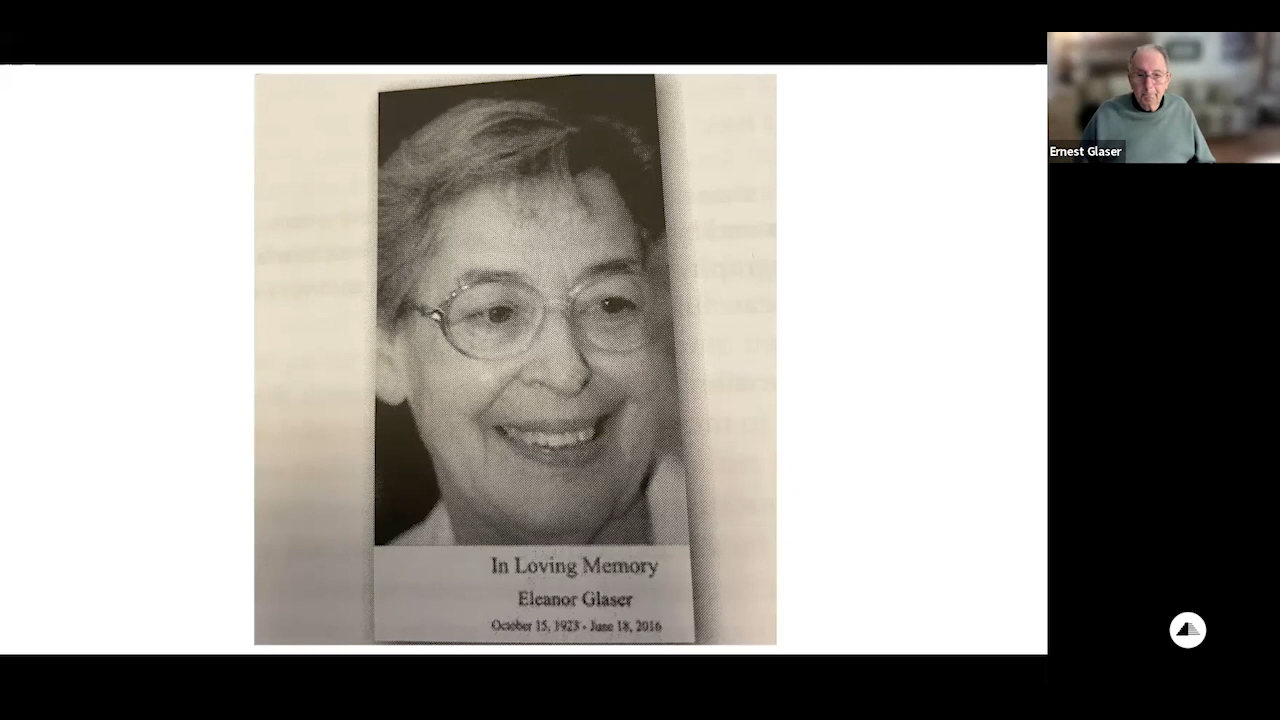 In Loving Memory
Eleanor Glaser
October 15, 1923 - June 18, 2016
Ernest Glaser